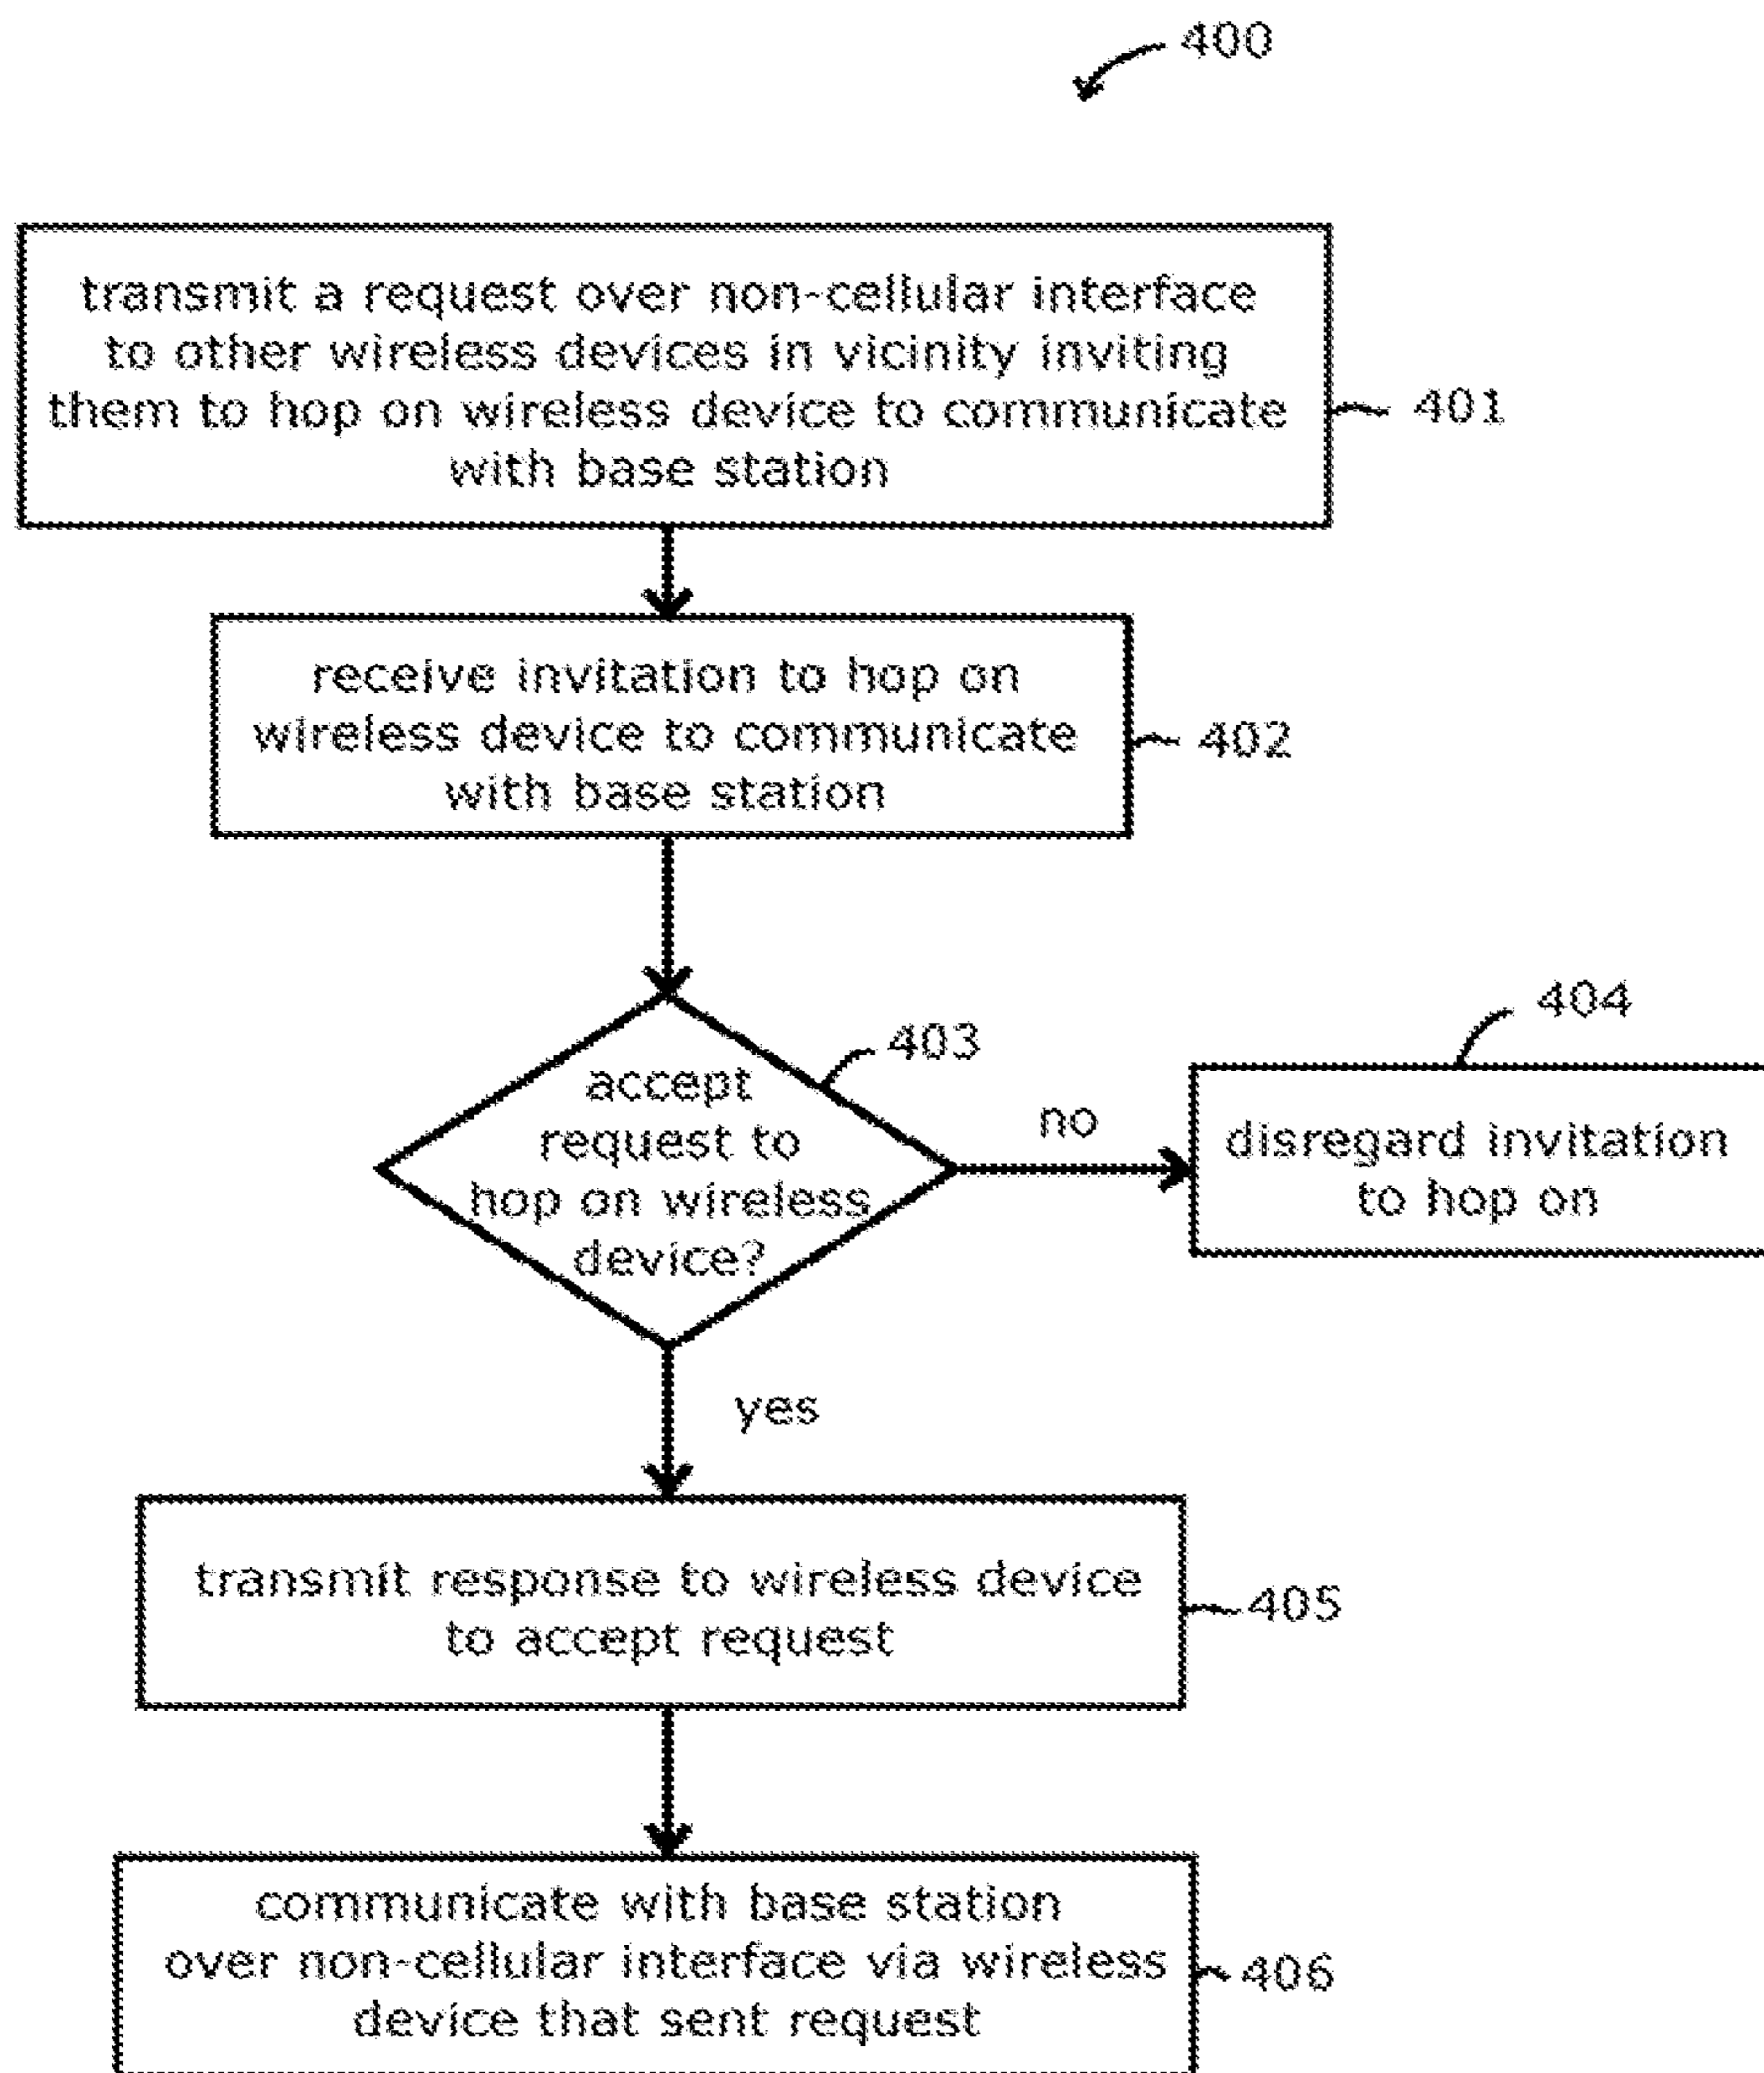 400
transmit a request over non-cellular interface
to other wireless devices in vicinity inviting
them to hop on wireless device to communicate
with base station
401
receive invitation to hop on
wireless device to communicate
with base station
402
403
accept
request to
hop on wireless
device?
no
404
disregard invitation
to hop on
yes
transmit response to wireless device
to accept request
405
communicate with base station
over non-cellular interface via wireless
device that sent request
406